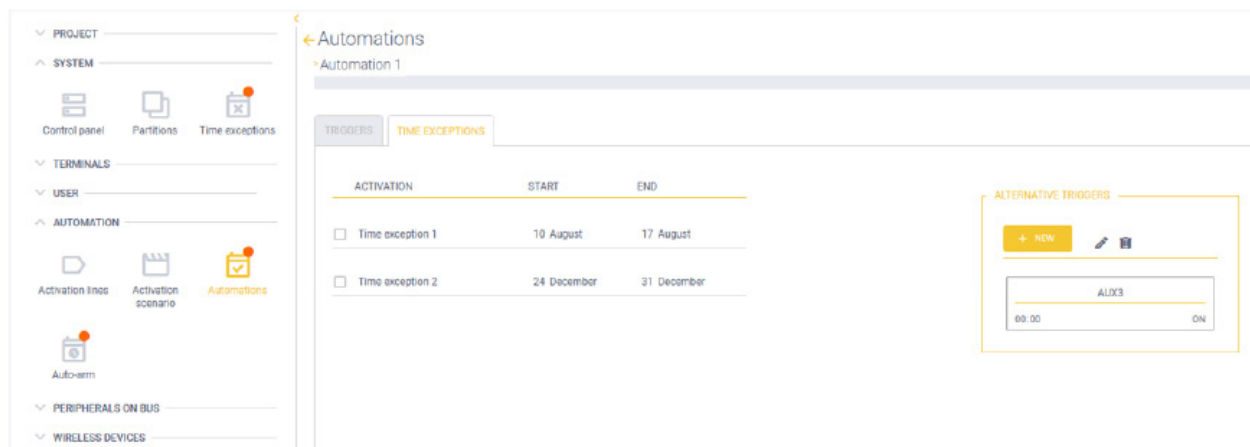 PROJECT
SYSTEM
Control panel
Partitions
Time exceptions
TERMINALS
USER
AUTOMATION
Activation lines
Activation scenario
Automations
Auto-arm
PERIPHERALS ON BUS
WIRELESS DEVICES
Automations
Automation 1
TRIGGERS TIME EXCEPTIONS
ACTIVATION START END
Time exception 1 10 August 17 August
Time exception 2 24 December 31 December
ALTERNATIVE TRIGGERS
+ NEW
AUX3
00:00 ON